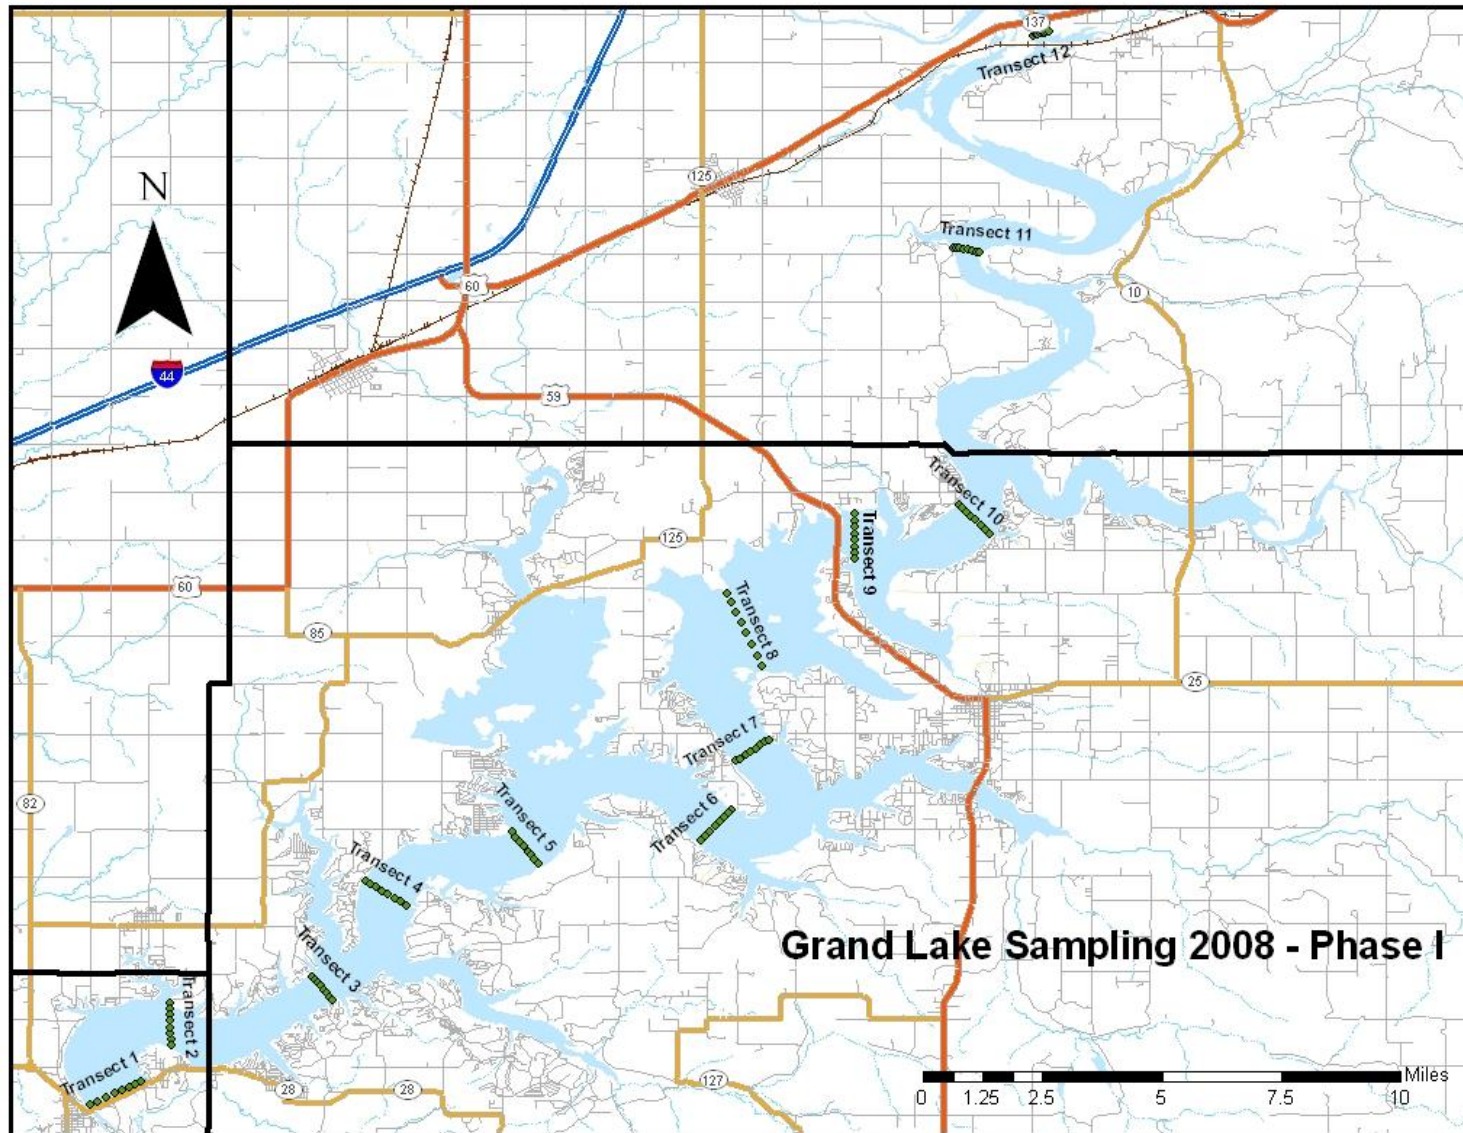 137
Transect 12
125
N
Transect 11
60
10
44
59
Transect 10
125
Transect 9
60
Transect 8
85
25
Transect 7
82
Transect 6
Transect 5
Transect 4
Grand Lake Sampling 2008 - Phase I
Transect 3
Transect 2
Transect 1
28
28
127
Miles
0 1.25 2.5 5 7.5 10